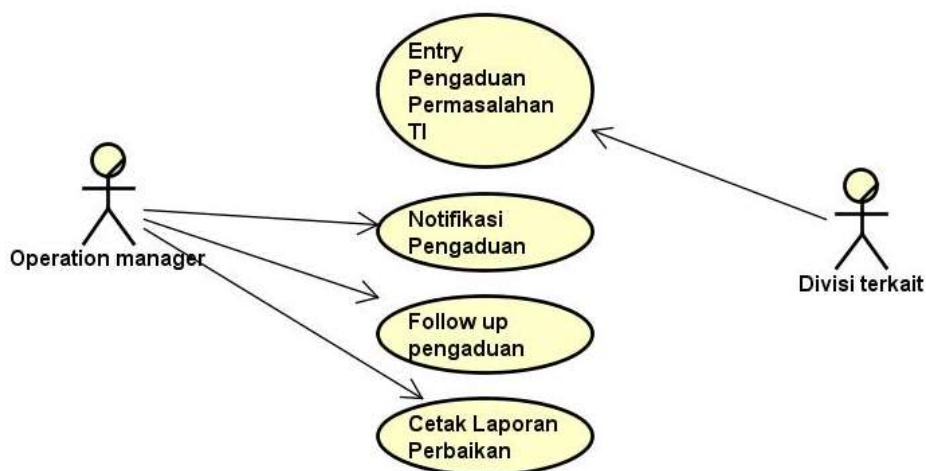 Entry
Pengaduan
Permasalahan
TI
Operation manager
Notifikasi
Pengaduan
Divisi terkait
Follow up
pengaduan
Cetak Laporan
Perbaikan